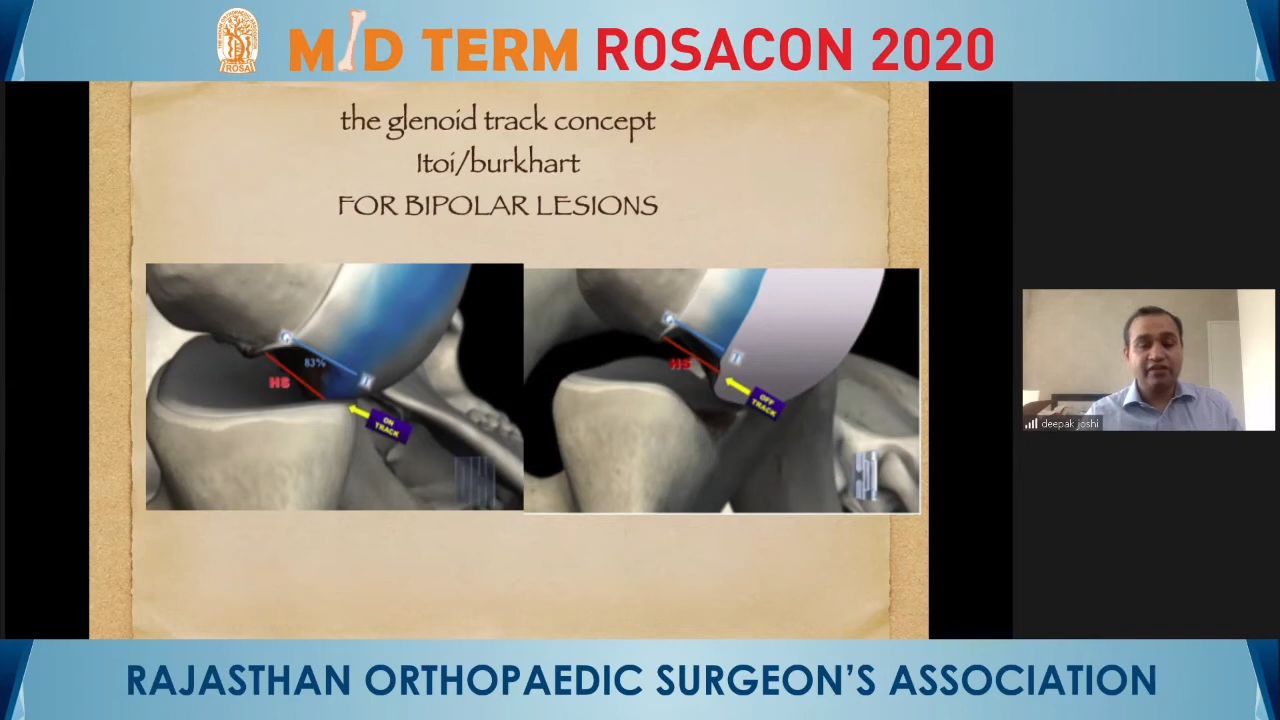 ROSA
MID TERM ROSACON 2020
the glenoid track concept
Itoi/burkhart
FOR BIPOLAR LESIONS
G
83%
HS
ON
TRACK
G
HS
OFF
TRACK
deepak joshi
RAJASTHAN ORTHOPAEDIC SURGEON'S ASSOCIATION